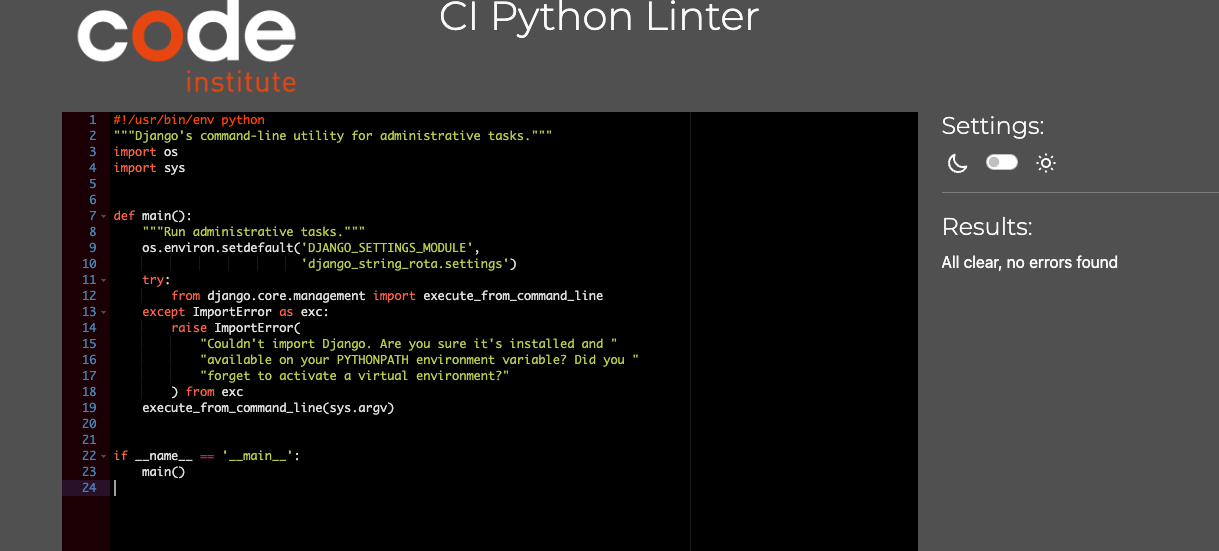 code
institute
CI Python Linter
1 #!/usr/bin/env python
2 """Django's command-line utility for administrative tasks."""
3 import os
4 import sys
5
6
7 def main():
8     """Run administrative tasks."""
9     os.environ.setdefault('DJANGO_SETTINGS_MODULE',
10                           'django_string_rota.settings')
11     try:
12         from django.core.management import execute_from_command_line
13     except ImportError as exc:
14         raise ImportError(
15             "Couldn't import Django. Are you sure it's installed and "
16             "available on your PYTHONPATH environment variable? Did you "
17             "forget to activate a virtual environment?"
18         ) from exc
19     execute_from_command_line(sys.argv)
20
21
22 if __name__ == '__main__':
23     main()
24
Settings:
Results:
All clear, no errors found